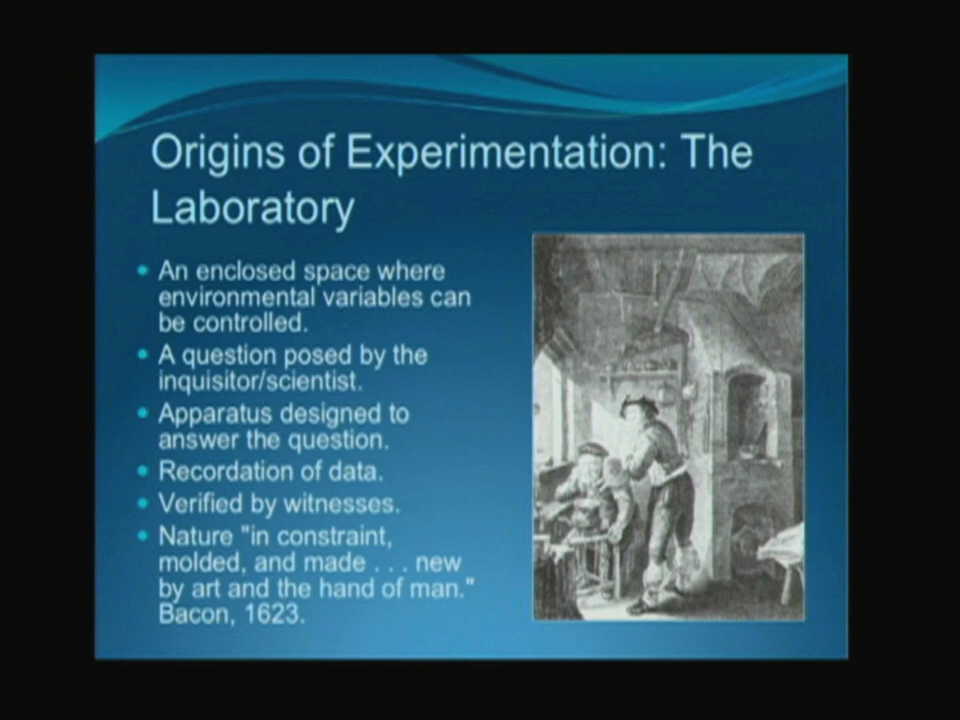 Origins of Experimentation: The
Laboratory
An enclosed space where
environmental variables can
be controlled.
A question posed by the
inquisitor/scientist.
Apparatus designed to
answer the question.
Recordation of data.
Verified by witnesses.
Nature "in constraint,
molded, and made . . . new
by art and the hand of man."
Bacon, 1623.